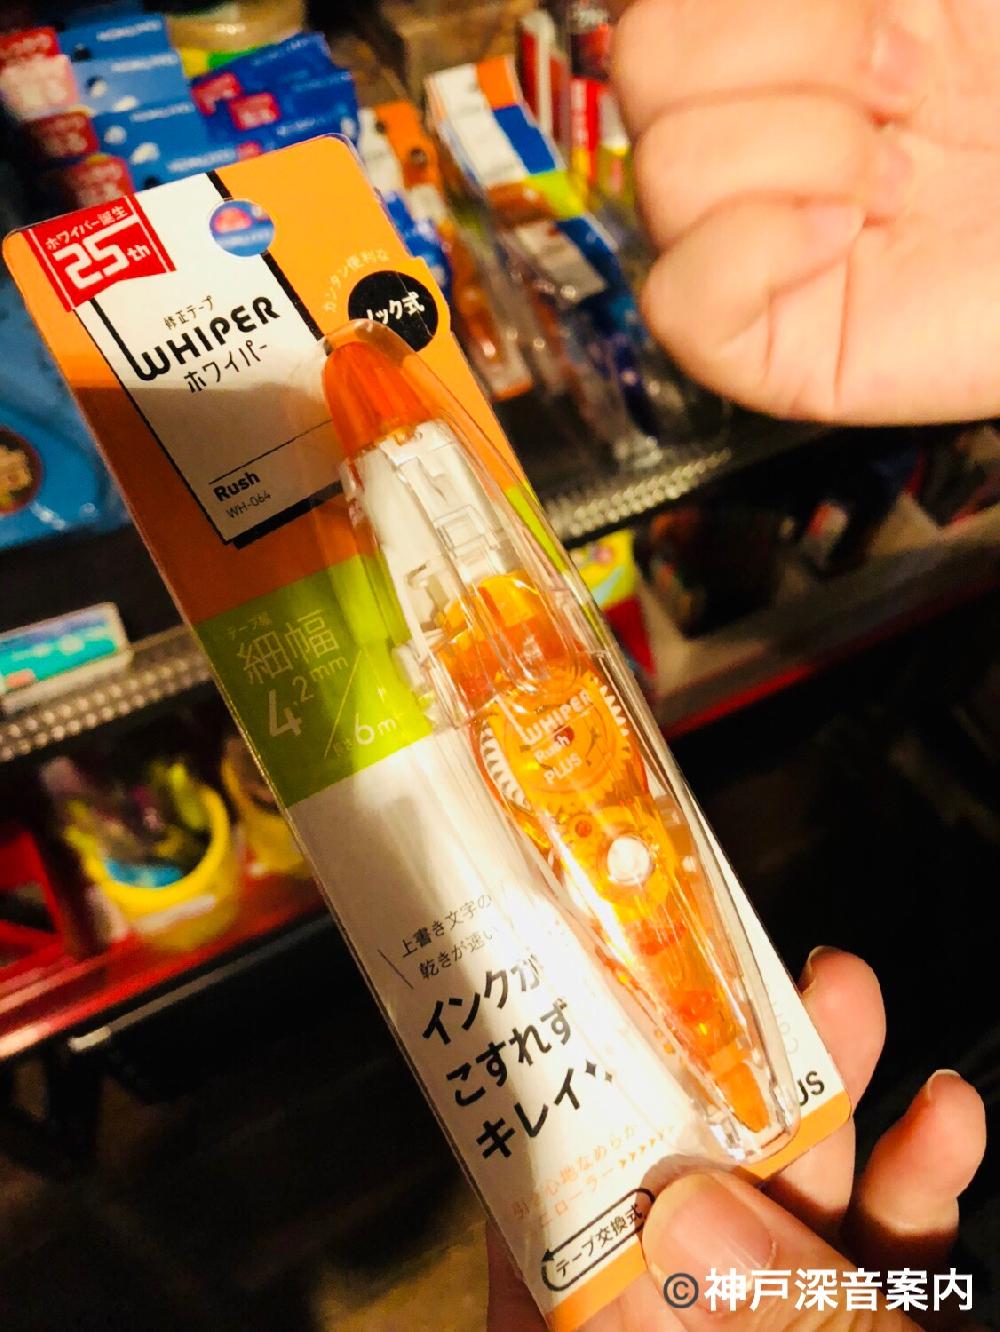 ホワイパー誕生
25th
修正テープ
WHIPER
ホワイパー
カンタン便利な
ノック式
Rush
WH-064
テープ幅
細幅
4.2mm
6m
WHIPER
Rush
PLUS
上書き文字の
乾きが速い
インクが
こすれず
キレイ
心地なめらか
ローラー>>>>>>
テープ交換式
US
©神戸深音案内